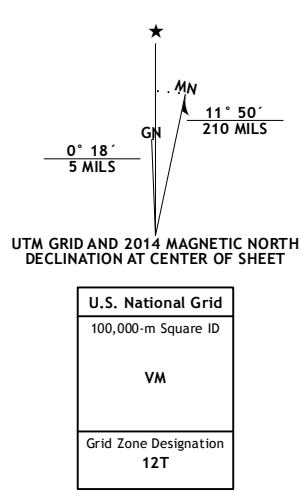 ★
MN
GN
11° 50´
210 MILS
0° 18´
5 MILS
UTM GRID AND 2014 MAGNETIC NORTH
DECLINATION AT CENTER OF SHEET
U.S. National Grid
100,000-m Square ID
VM
Grid Zone Designation
12T